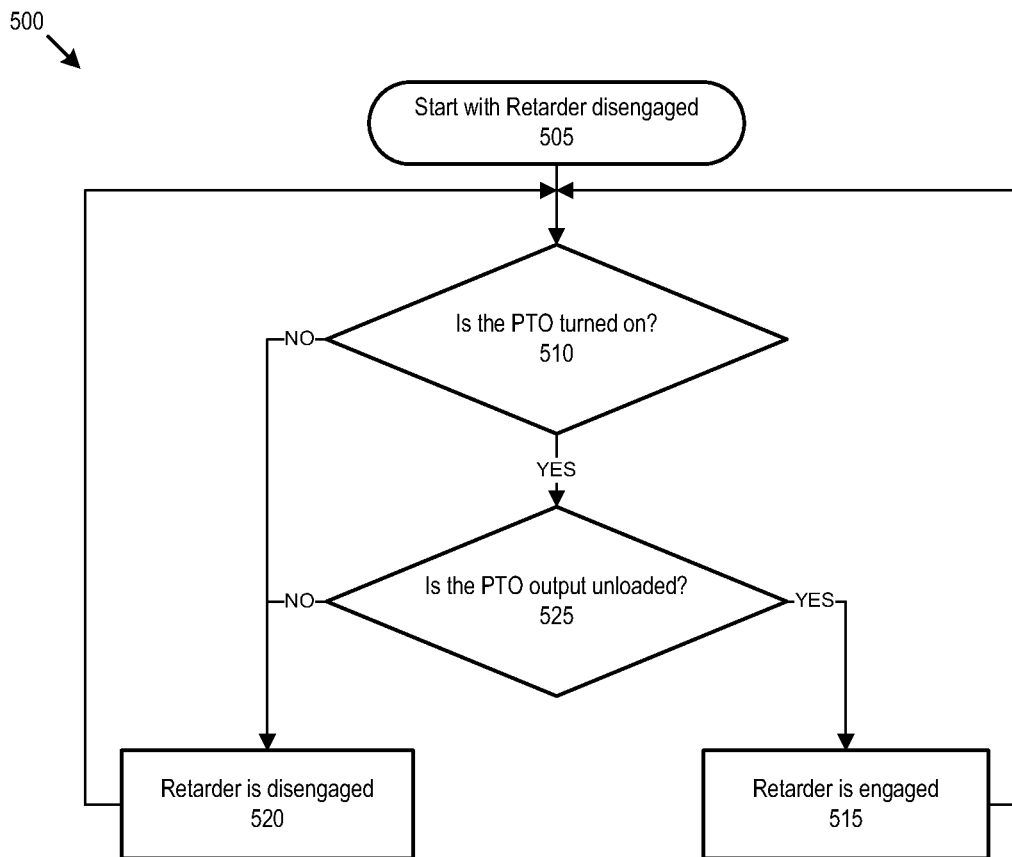 500
Start with Retarder disengaged
505
Is the PTO turned on?
510
NO
YES
Is the PTO output unloaded?
525
NO
YES
Retarder is disengaged
520
Retarder is engaged
515